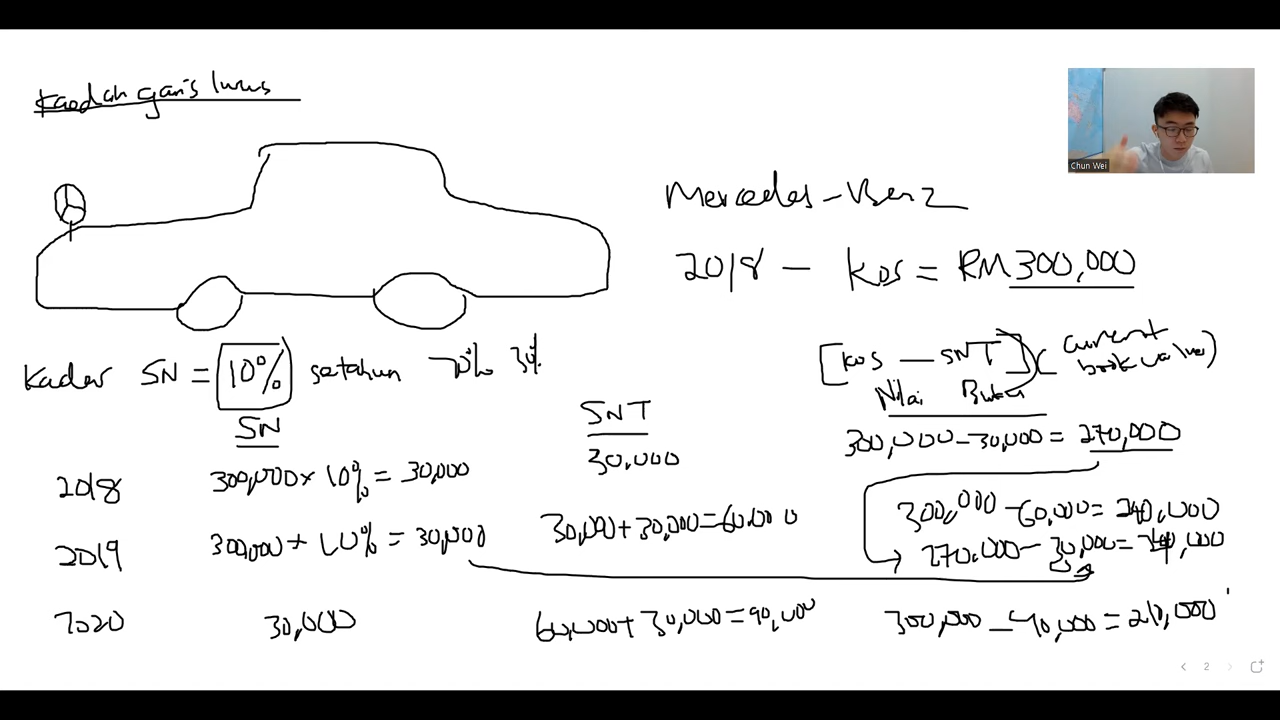 Kaedah garis lurus
Chun Wei
Mercedes-Benz
2018 - Kos = RM300,000
Kadar SN = 10% setahun 70% 30%
[Kos - SNT] (current book value)
Nilai Buku
SN
SNT
30,000
300,000 - 30,000 = 270,000
2018 300,000 x 10% = 30,000
300,000 - 60,000 = 240,000
2019 300,000 x 10% = 30,000 30,000 + 30,000 = 60,000
270,000 - 30,000 = 240,000
2020 30,000 60,000 + 30,000 = 90,000 300,000 - 90,000 = 210,000
2